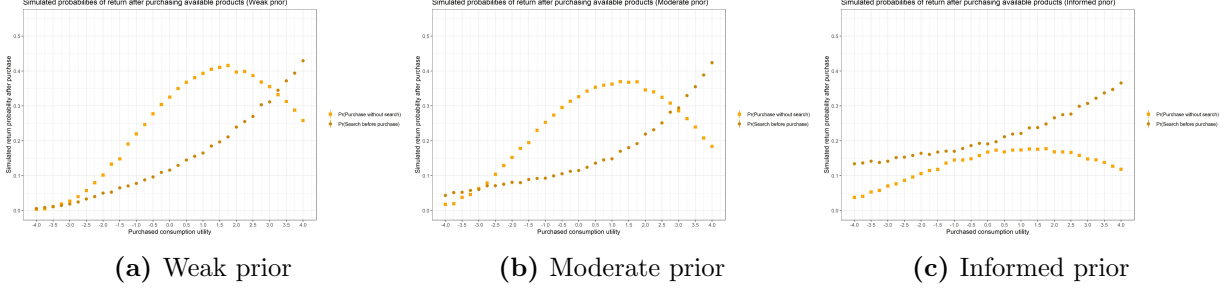 Simulated probabilities of return after purchasing available products (Weak prior)
Simulated return probability after purchase
0.5
0.4
0.3
0.2
0.1
0.0
-4.0 -3.5 -3.0 -2.5 -2.0 -1.5 -1.0 -0.5 0.0 0.5 1.0 1.5 2.0 2.5 3.0 3.5 4.0
Purchased consumption utility
Pr(Purchase without search)
Pr(Search before purchase)
(a) Weak prior
Simulated probabilities of return after purchasing available products (Moderate prior)
Simulated return probability after purchase
0.5
0.4
0.3
0.2
0.1
0.0
-4.0 -3.5 -3.0 -2.5 -2.0 -1.5 -1.0 -0.5 0.0 0.5 1.0 1.5 2.0 2.5 3.0 3.5 4.0
Purchased consumption utility
Pr(Purchase without search)
Pr(Search before purchase)
(b) Moderate prior
Simulated probabilities of return after purchasing available products (Informed prior)
Simulated return probability after purchase
0.5
0.4
0.3
0.2
0.1
0.0
-4.0 -3.5 -3.0 -2.5 -2.0 -1.5 -1.0 -0.5 0.0 0.5 1.0 1.5 2.0 2.5 3.0 3.5 4.0
Purchased consumption utility
Pr(Purchase without search)
Pr(Search before purchase)
(c) Informed prior